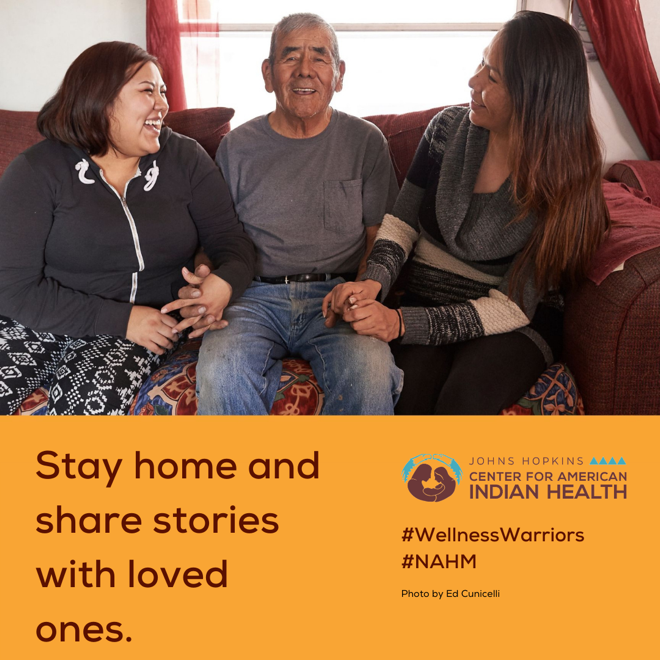 Stay home and
share stories
with loved
ones.
JOHNS HOPKINS
CENTER FOR AMERICAN
INDIAN HEALTH
#WellnessWarriors
#NAHM
Photo by Ed Cunicelli